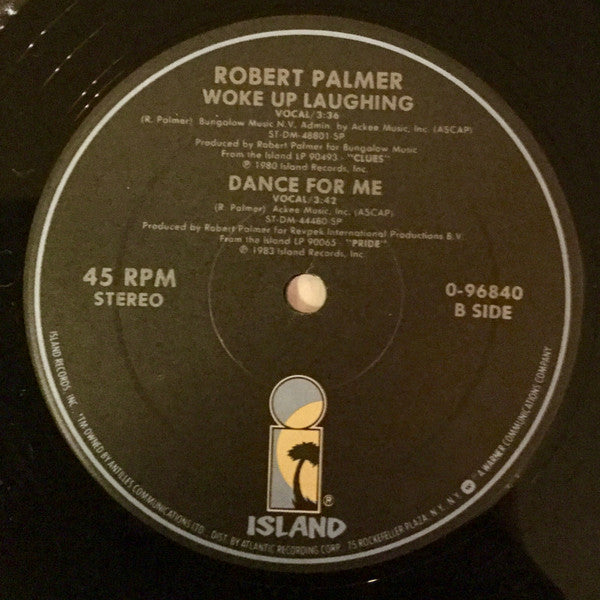 ROBERT PALMER
WOKE UP LAUGHING
VOCAL/3:36
(R. Palmer) Bungalow Music N.V. Admin. by Ackee Music, Inc. (ASCAP)
ST-DM-48801-SP
Produced by Robert Palmer for Bungalow Music
From the Island LP 90493 - "CLUES"
℗ 1980 Island Records, Inc.
DANCE FOR ME
VOCAL/3:42
(R. Palmer) Ackee Music, Inc. (ASCAP)
ST-DM-44480-SP
Produced by Robert Palmer for Revpek International Productions B.V.
From the Island LP 90065 - "PRIDE"
℗ 1983 Island Records, Inc.
45 RPM
STEREO
0-96840
B SIDE
®
ISLAND
ISLAND RECORDS, INC. *TM OWNED BY ANTILLES COMMUNICATIONS LTD. DIST. BY ATLANTIC RECORDING CORP. 75 ROCKEFELLER PLAZA, N.Y., N.Y. A WARNER COMMUNICATIONS COMPANY